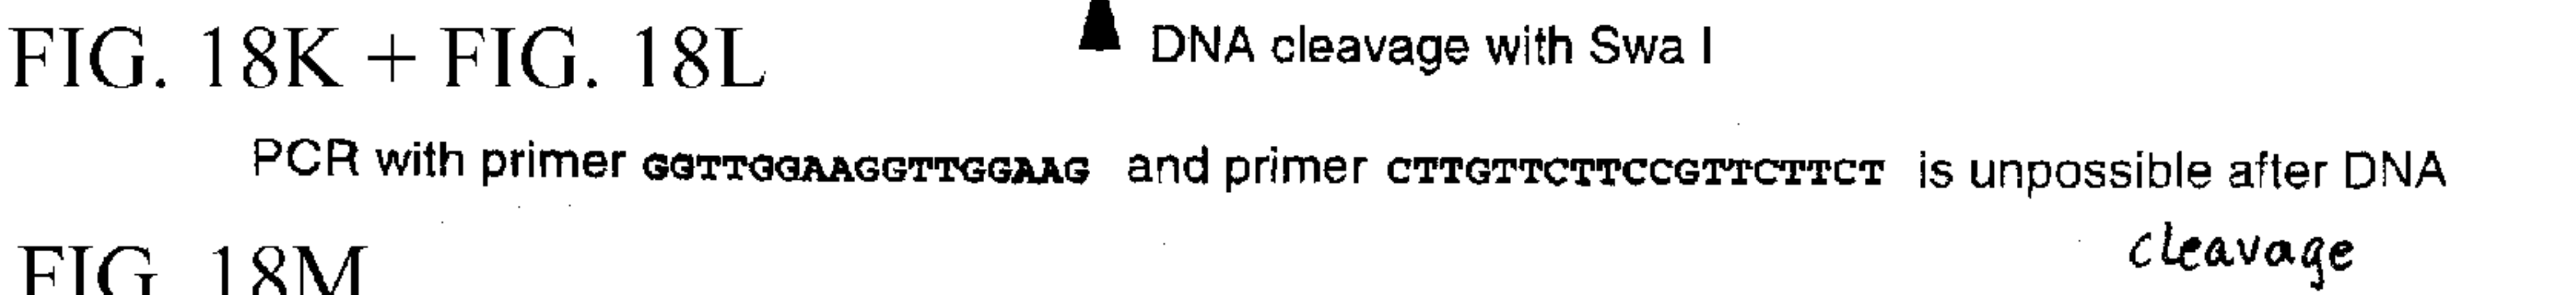 FIG. 18K + FIG. 18L
DNA cleavage with Swa I
PCR with primer GGTTGGAAGGTTGGAAG and primer CTTGTTCTTCCGTTCTTCT is unpossible after DNA
cleavage
FIG. 18M